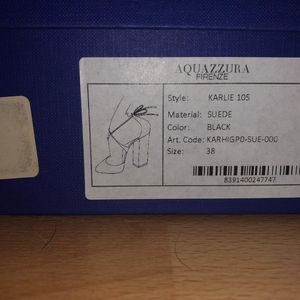 AQUAZZURA
FIRENZE
Style: KARLIE 105
Material: SUEDE
Color: BLACK
Art. Code: KARHIGP0-SUE-000
Size: 38
8391400247747